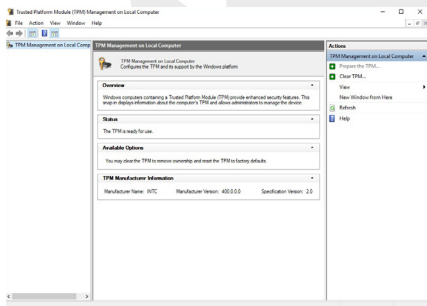 Trusted Platform Module (TPM) Management on Local Computer
File Action View Window Help
TPM Management on Local Comp
TPM Management on Local Computer
TPM Management on Local Computer
Configures the TPM and its support by the Windows platform
Overview
Windows computers containing a Trusted Platform Module (TPM) provide enhanced security features. This
snap-in displays information about the computer's TPM and allows administrators to manage the device.
Status
The TPM is ready for use.
Available Options
You may clear the TPM to remove ownership and reset the TPM to factory defaults.
TPM Manufacturer Information
Manufacturer Name: INTC Manufacturer Version: 400.0.0.0 Specification Version: 2.0
Actions
TPM Management on Local Computer
Prepare the TPM...
Clear TPM...
View
New Window from Here
Refresh
Help